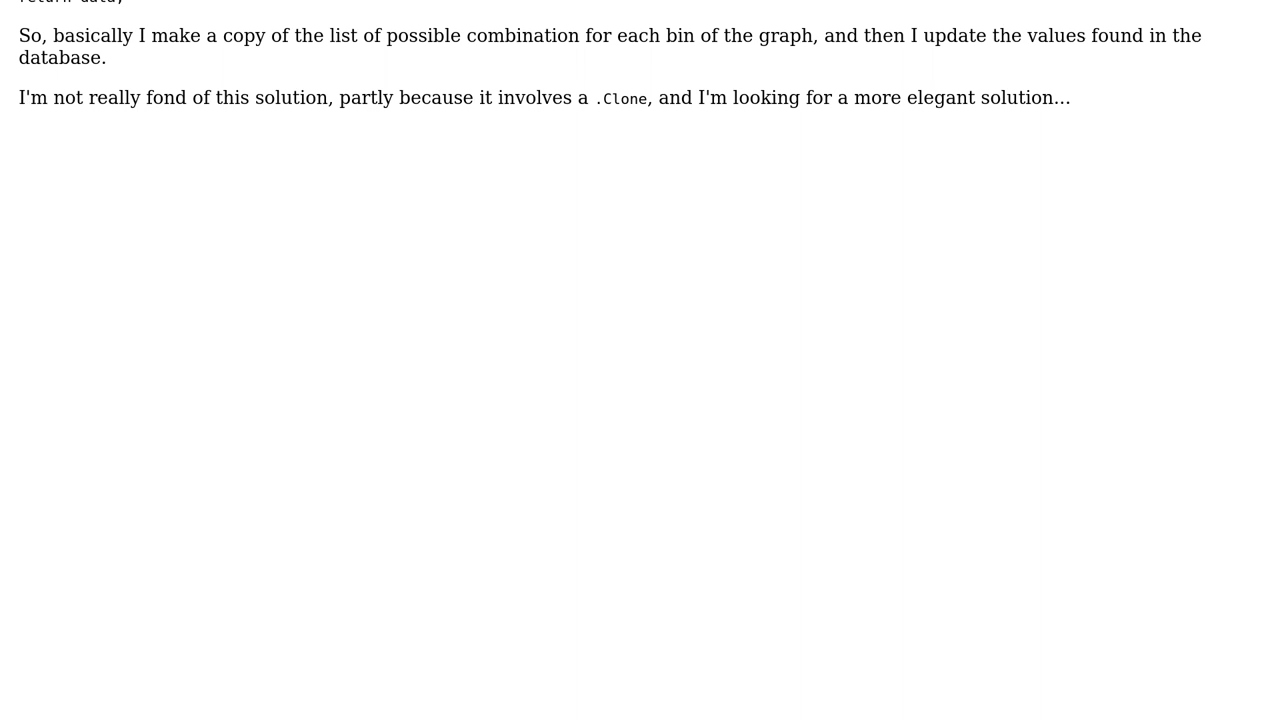 return data;
So, basically I make a copy of the list of possible combination for each bin of the graph, and then I update the values found in the
database.
I'm not really fond of this solution, partly because it involves a .Clone, and I'm looking for a more elegant solution...